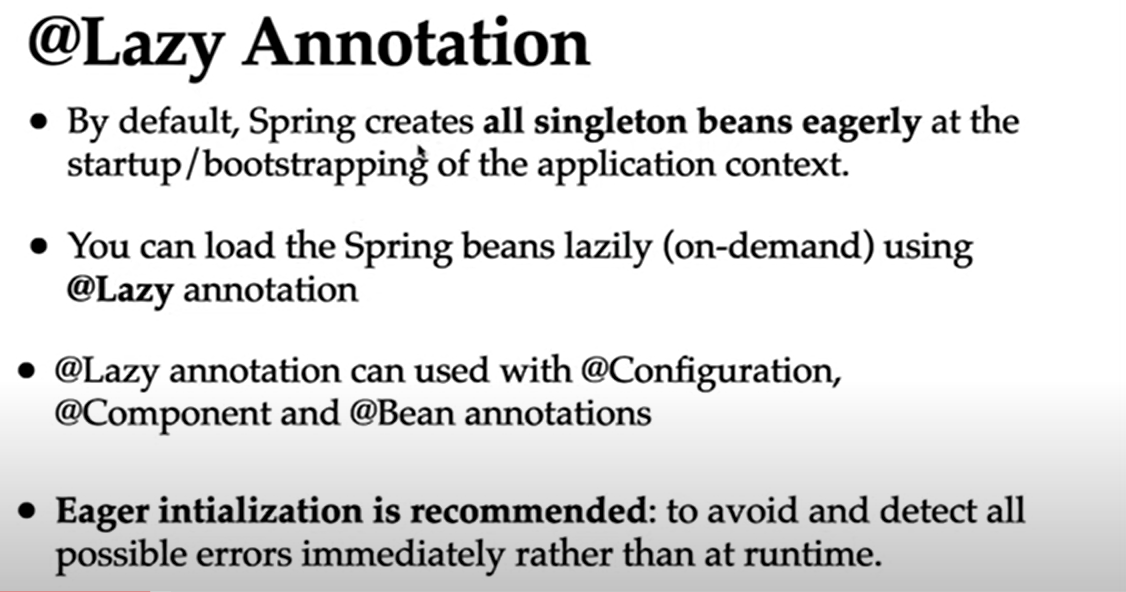 @Lazy Annotation
• By default, Spring creates all singleton beans eagerly at the
startup/bootstrapping of the application context.
• You can load the Spring beans lazily (on-demand) using
@Lazy annotation
• @Lazy annotation can used with @Configuration,
@Component and @Bean annotations
• Eager intialization is recommended: to avoid and detect all
possible errors immediately rather than at runtime.